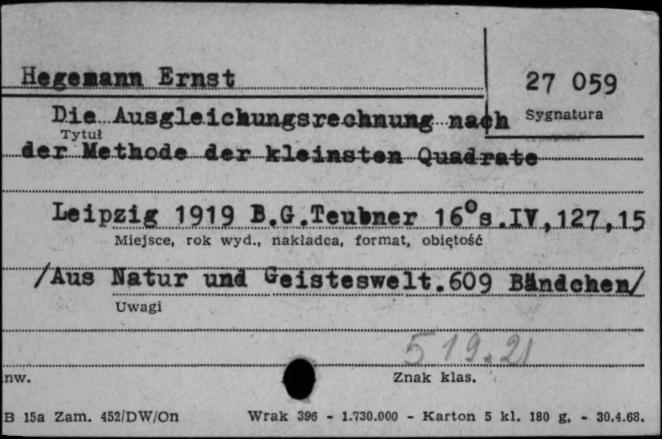 Hegemann Ernst
27 059
Sygnatura
Die Ausgleichungsrechnung nach
Tytuł
der Methode der kleinsten Quadrate
Leipzig 1919 B.G.Teubner 16° s.IV,127,15
Miejsce, rok wyd., nakładca, format, objętość
/Aus Natur und Geisteswelt.609 Bändchen/
Uwagi
519.21
nw.
Znak klas.
B 15a Zam. 452/DW/On Wrak 396 - 1.730.000 - Karton 5 kl. 180 g, - 30.4.68.